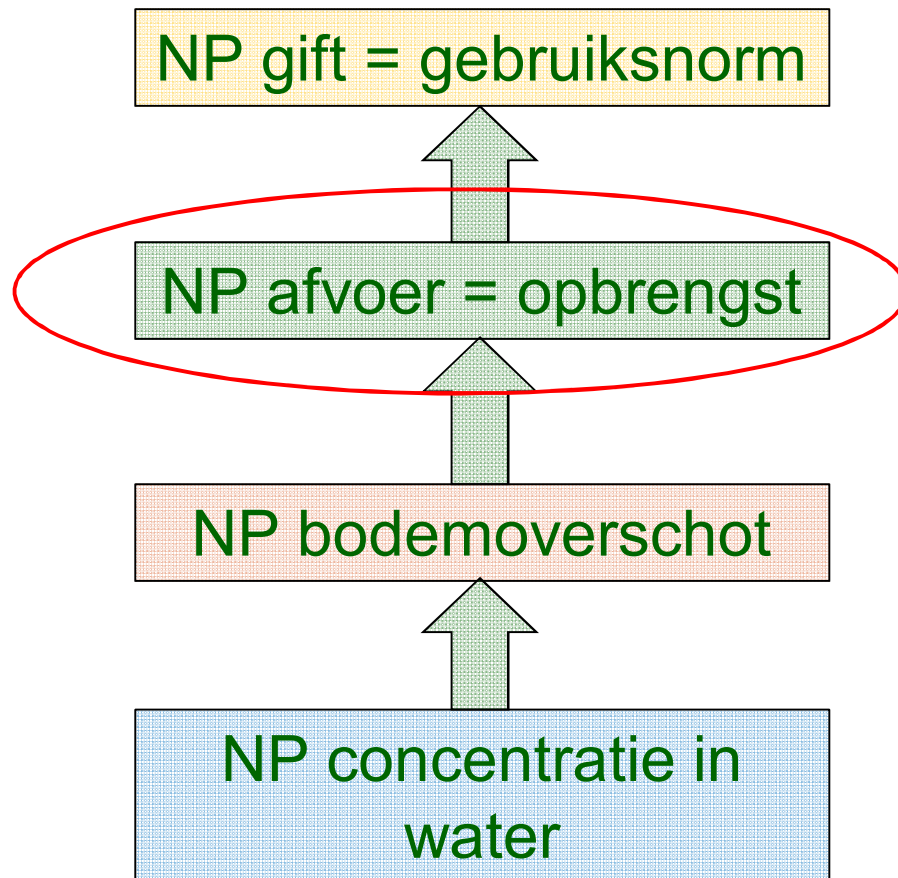 NP gift = gebruiksnorm
NP afvoer = opbrengst
NP bodemoverschot
NP concentratie in
water